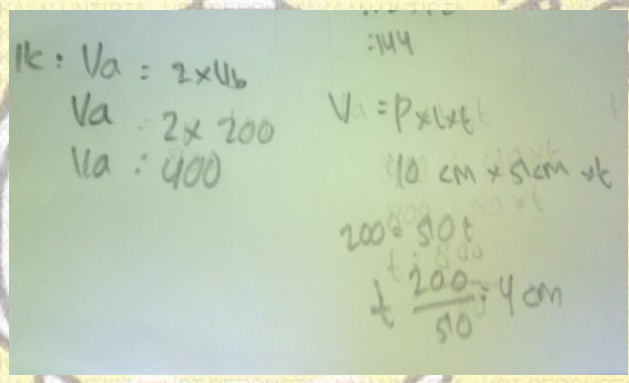 1k : Va = 2 x Vb
Va = 2 x 200
Va : 400
: 144
V = P x l x t
10 cm x 5 cm x t
200 = 50 t
t 200 / 50 = 4 cm